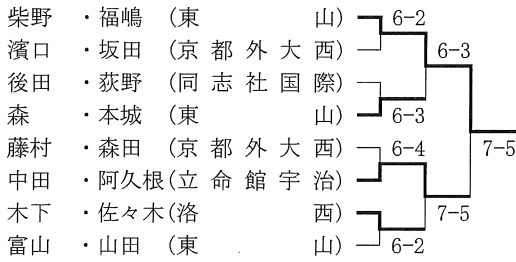 柴野・福嶋(東山)
濱口・坂田(京都外大西)
後田・荻野(同志社国際)
森・本城(東山)
藤村・森田(京都外大西)
中田・阿久根(立命館宇治)
木下・佐々木(洛西)
富山・山田(東山)
6-2
6-3
6-3
6-4
7-5
7-5
6-2